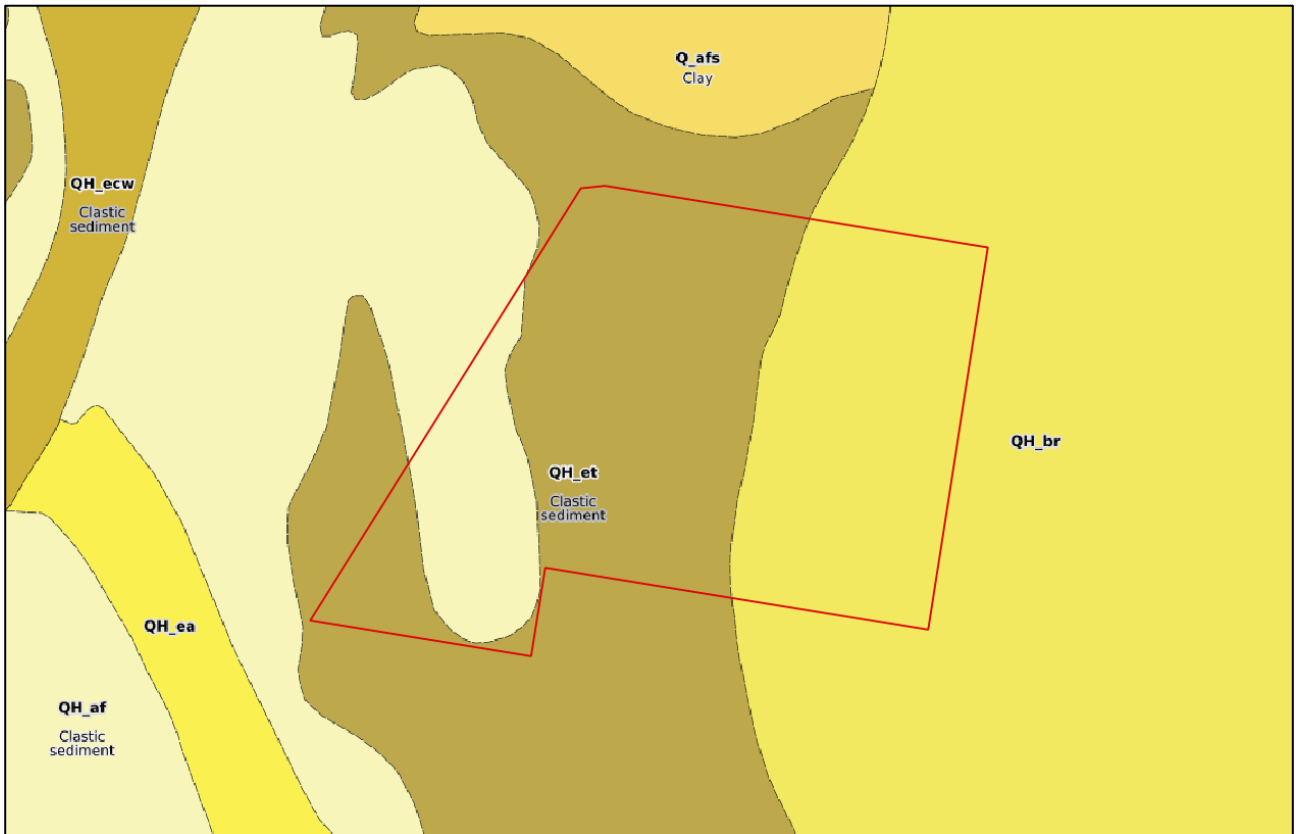 Q_afs
Clay
QH_ecw
Clastic
sediment
QH_br
QH_et
Clastic
sediment
QH_ea
QH_af
Clastic
sediment